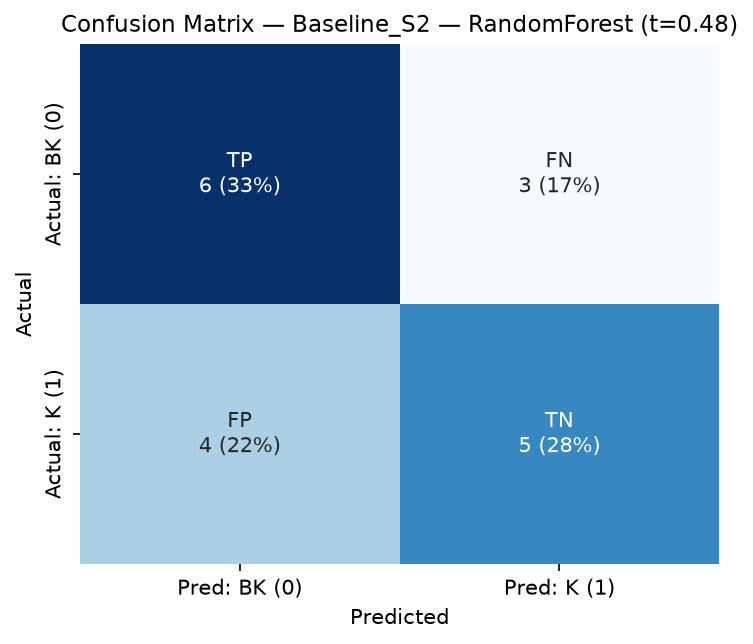 Confusion Matrix — Baseline_S2 — RandomForest (t=0.48)
Actual: BK (0)
TP
6 (33%)
FN
3 (17%)
Actual
Actual: K (1)
FP
4 (22%)
TN
5 (28%)
Pred: BK (0)
Pred: K (1)
Predicted